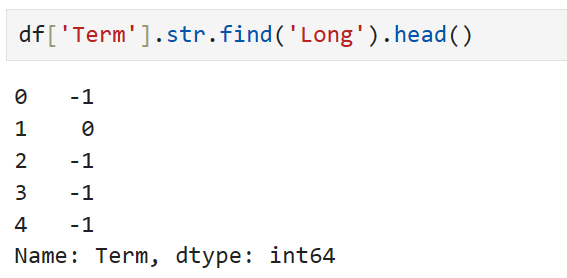 df['Term'].str.find('Long').head()
0   -1
1    0
2   -1
3   -1
4   -1
Name: Term, dtype: int64